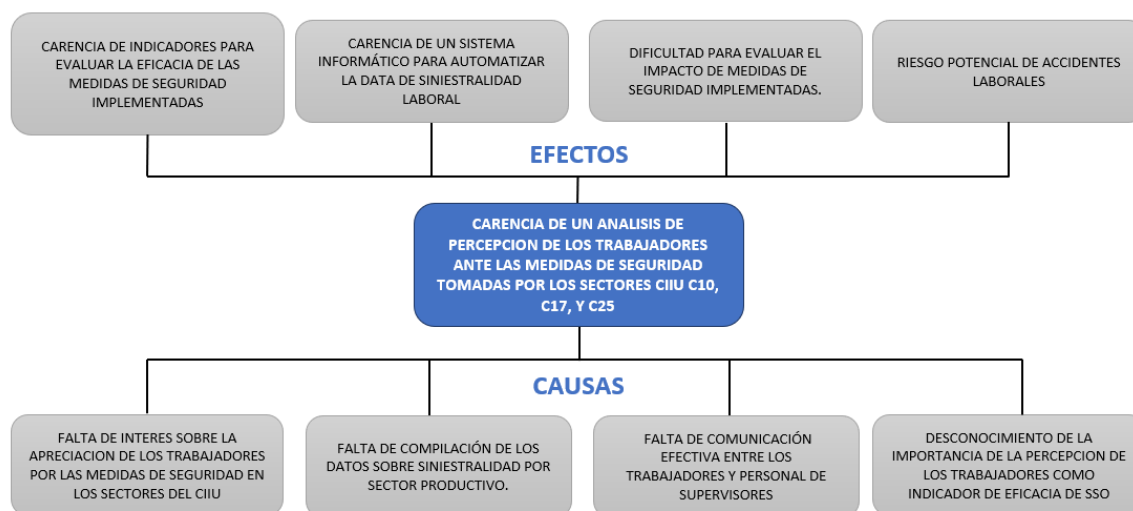 CARENCIA DE INDICADORES PARA
EVALUAR LA EFICACIA DE LAS
MEDIDAS DE SEGURIDAD
IMPLEMENTADAS
CARENCIA DE UN SISTEMA
INFORMÁTICO PARA AUTOMATIZAR
LA DATA DE SINIESTRALIDAD
LABORAL
DIFICULTAD PARA EVALUAR EL
IMPACTO DE MEDIDAS DE
SEGURIDAD IMPLEMENTADAS.
RIESGO POTENCIAL DE ACCIDENTES
LABORALES
EFECTOS
CARENCIA DE UN ANALISIS DE
PERCEPCION DE LOS TRABAJADORES
ANTE LAS MEDIDAS DE SEGURIDAD
TOMADAS POR LOS SECTORES CIIU C10,
C17, Y C25
CAUSAS
FALTA DE INTERES SOBRE LA
APRECIACION DE LOS TRABAJADORES
POR LAS MEDIDAS DE SEGURIDAD EN
LOS SECTORES DEL CIIU
FALTA DE COMPILACIÓN DE LOS
DATOS SOBRE SINIESTRALIDAD POR
SECTOR PRODUCTIVO.
FALTA DE COMUNICACIÓN
EFECTIVA ENTRE LOS
TRABAJADORES Y PERSONAL DE
SUPERVISORES
DESCONOCIMIENTO DE LA
IMPORTANCIA DE LA PERCEPCION DE
LOS TRABAJADORES COMO
INDICADOR DE EFICACIA DE SSO